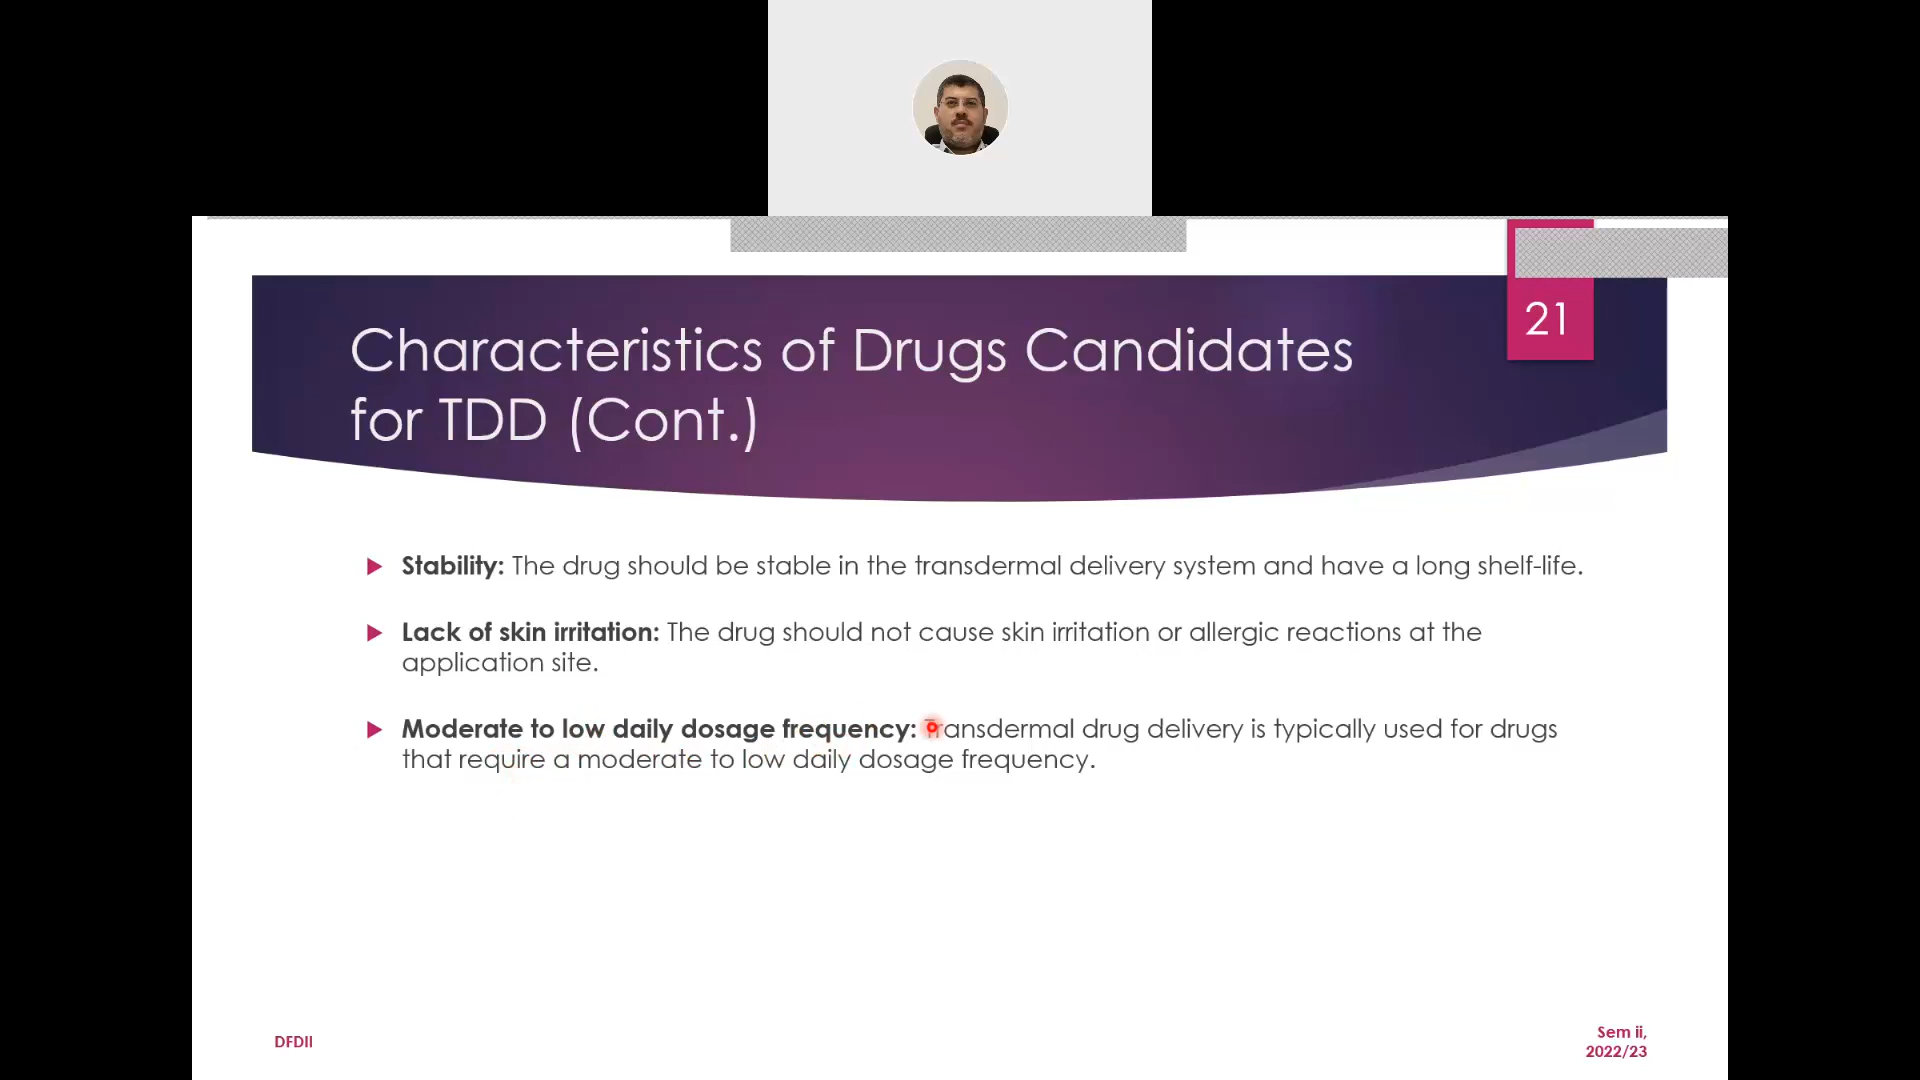 21
Characteristics of Drugs Candidates
for TDD (Cont.)
Stability: The drug should be stable in the transdermal delivery system and have a long shelf-life.
Lack of skin irritation: The drug should not cause skin irritation or allergic reactions at the
application site.
Moderate to low daily dosage frequency: Transdermal drug delivery is typically used for drugs
that require a moderate to low daily dosage frequency.
DFDII
Sem ii,
2022/23